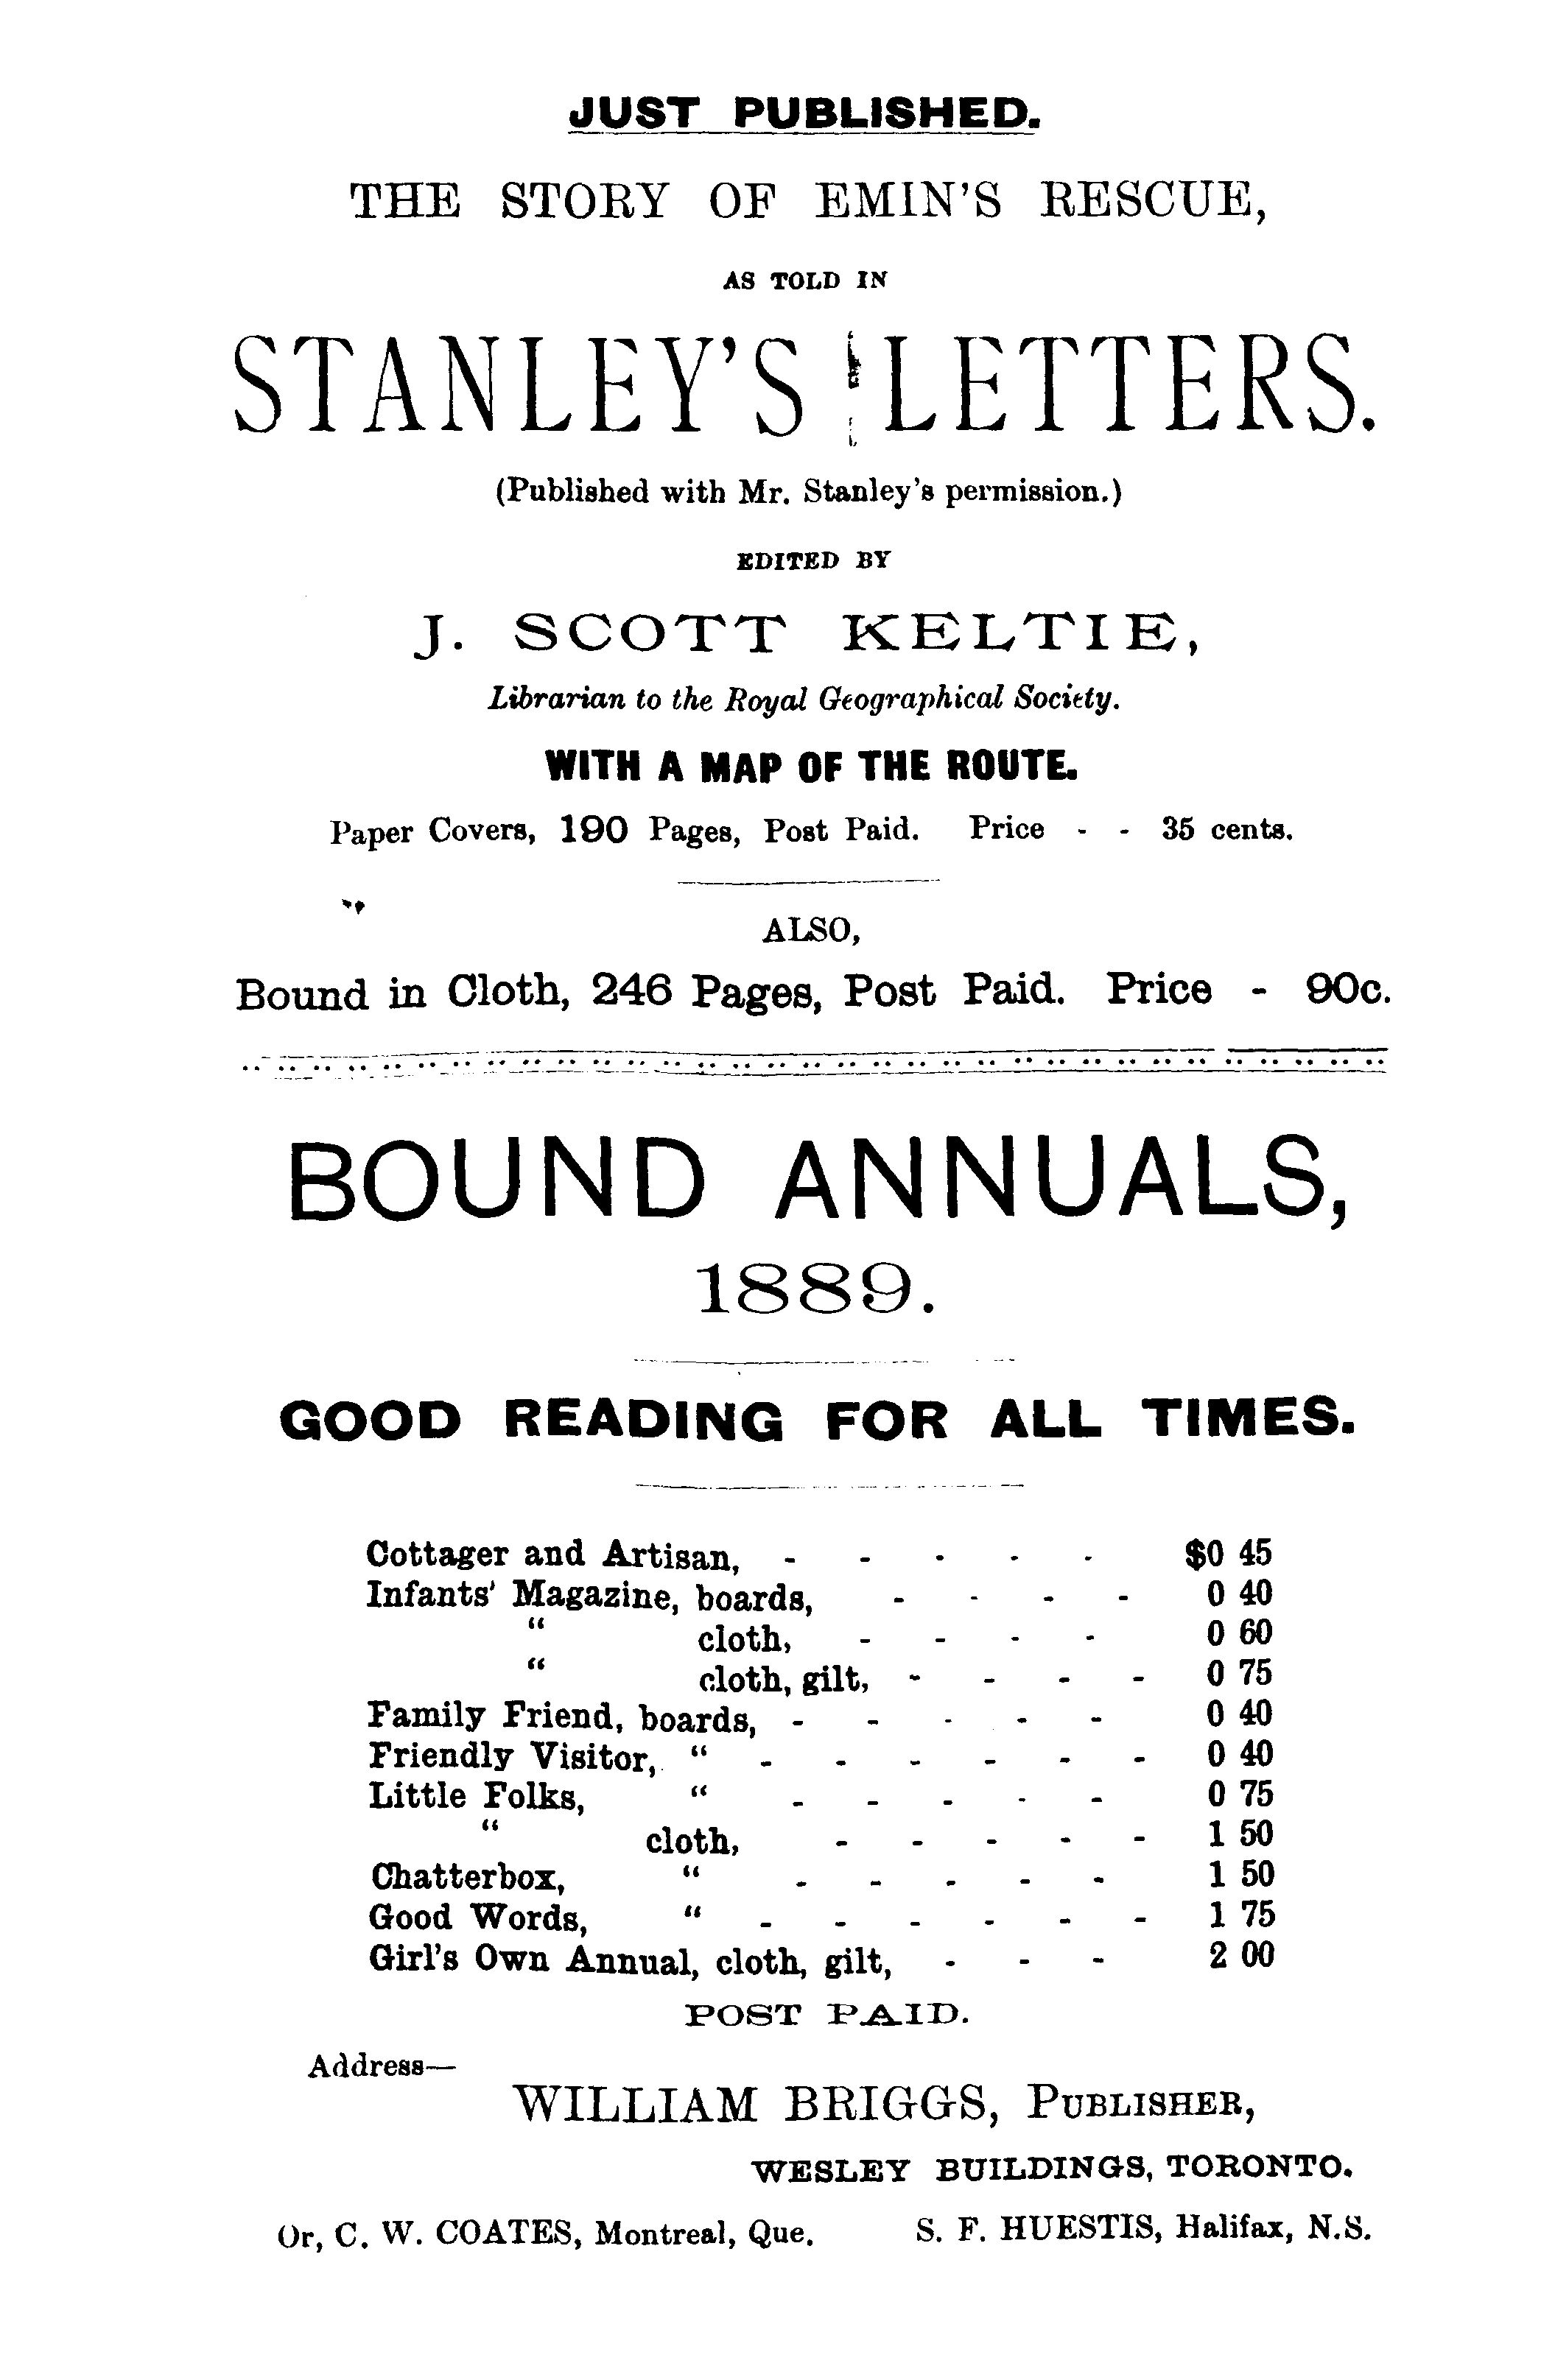 JUST PUBLISHED.
THE STORY OF EMIN'S RESCUE,
AS TOLD IN
STANLEY'S LETTERS.
(Published with Mr. Stanley's permission.)
EDITED BY
J. SCOTT KELTIE,
Librarian to the Royal Geographical Society.
WITH A MAP OF THE ROUTE.
Paper Covers, 190 Pages, Post Paid. Price - - 35 cents.
ALSO,
Bound in Cloth, 246 Pages, Post Paid. Price - 90c.
BOUND ANNUALS,
1889.
GOOD READING FOR ALL TIMES.
Cottager and Artisan, - - - - - $0 45
Infants' Magazine, boards, - - - - 0 40
" cloth, - - - - 0 60
" cloth, gilt, - - - - 0 75
Family Friend, boards, - - - - - 0 40
Friendly Visitor, " - - - - - - 0 40
Little Folks, " - - - - - 0 75
" cloth, - - - - - 1 50
Chatterbox, " - - - - - 1 50
Good Words, " - - - - - - 1 75
Girl's Own Annual, cloth, gilt, - - - 2 00
POST PAID.
Address—
WILLIAM BRIGGS, PUBLISHER,
WESLEY BUILDINGS, TORONTO.
Or, C. W. COATES, Montreal, Que. S. F. HUESTIS, Halifax, N.S.